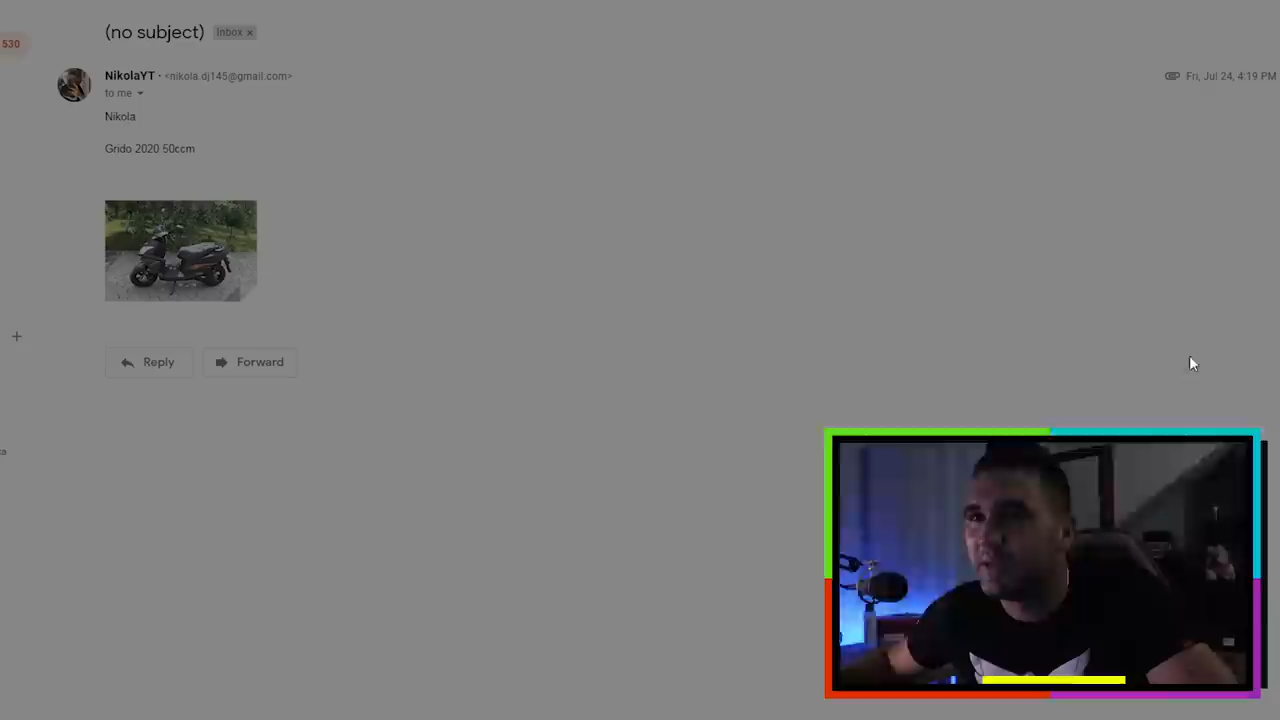 (no subject) Inbox ×
530
NikolaYT · <nikola.dj145@gmail.com>
Fri, Jul 24, 4:19 PM
to me
Nikola
Grido 2020 50ccm
Reply
Forward